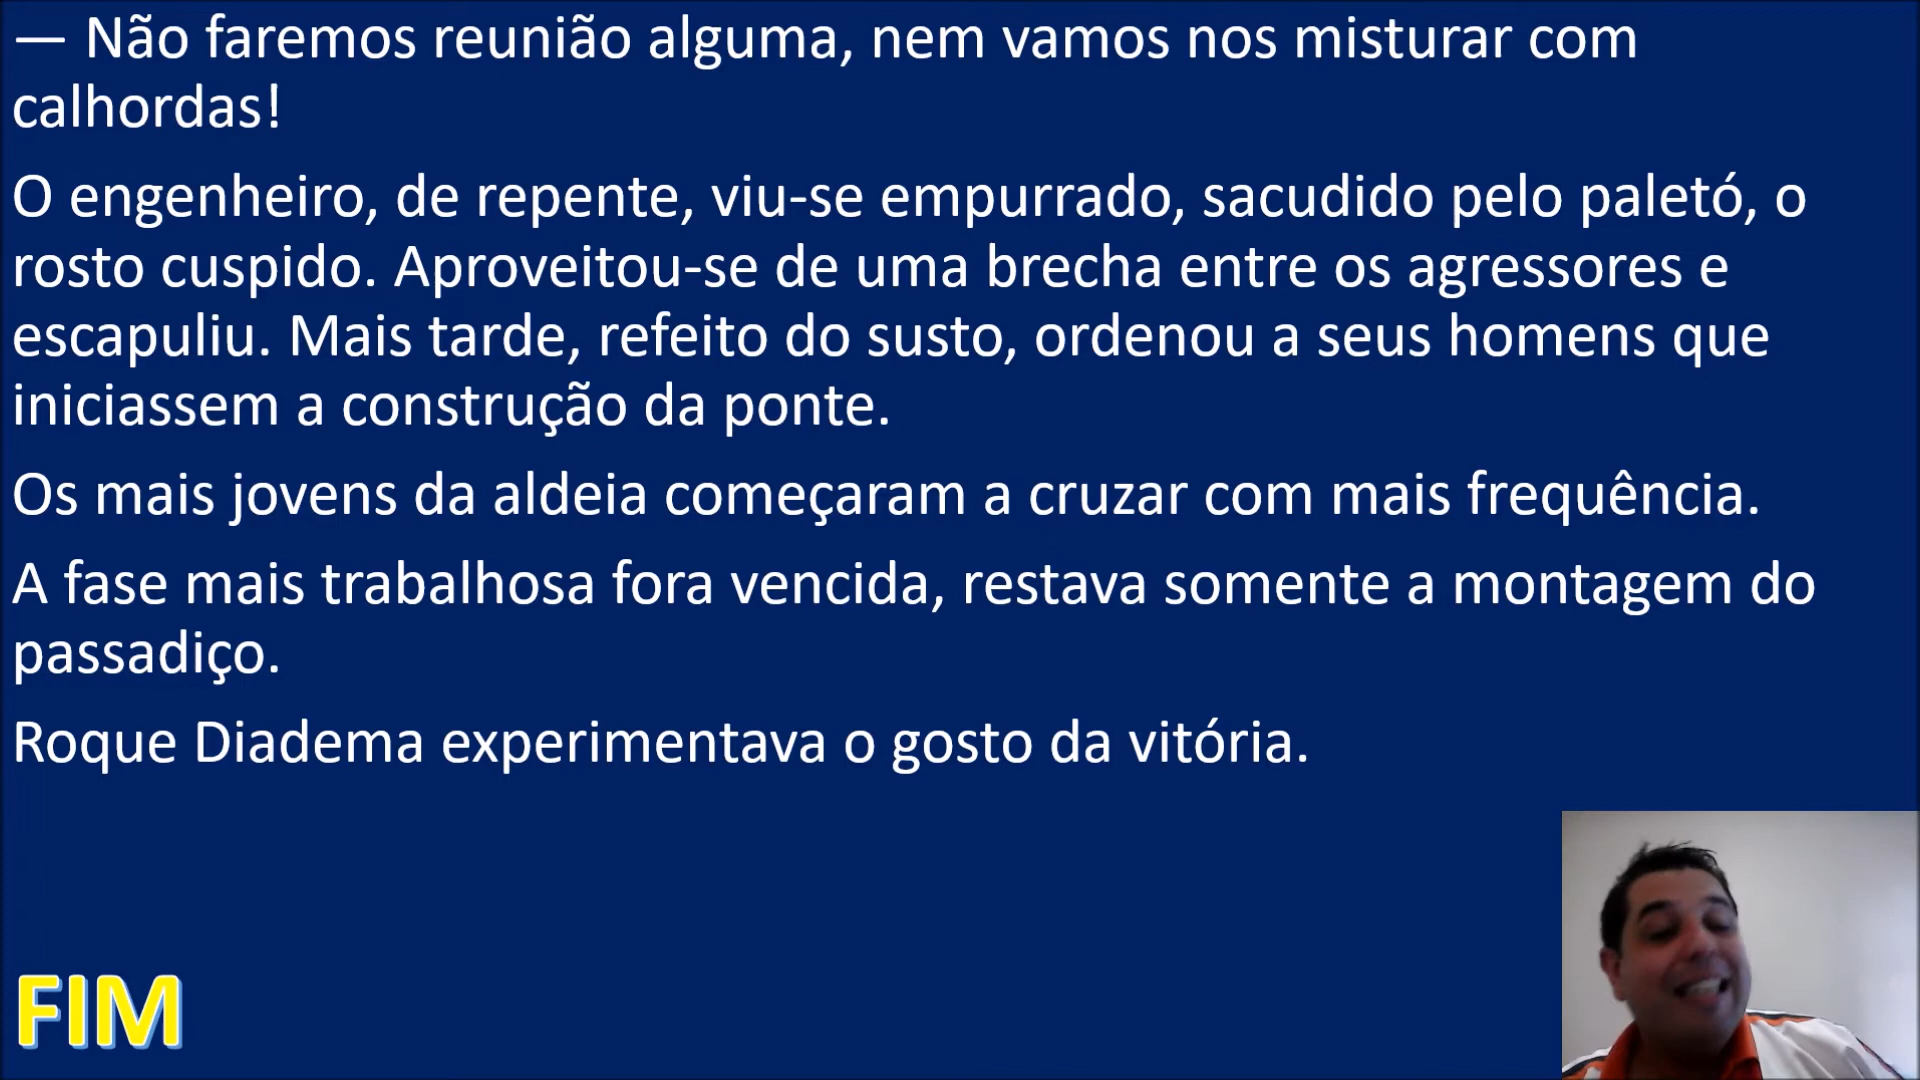 — Não faremos reunião alguma, nem vamos nos misturar com
calhordas!
O engenheiro, de repente, viu-se empurrado, sacudido pelo paletó, o
rosto cuspido. Aproveitou-se de uma brecha entre os agressores e
escapuliu. Mais tarde, refeito do susto, ordenou a seus homens que
iniciassem a construção da ponte.
Os mais jovens da aldeia começaram a cruzar com mais frequência.
A fase mais trabalhosa fora vencida, restava somente a montagem do
passadiço.
Roque Diadema experimentava o gosto da vitória.
FIM